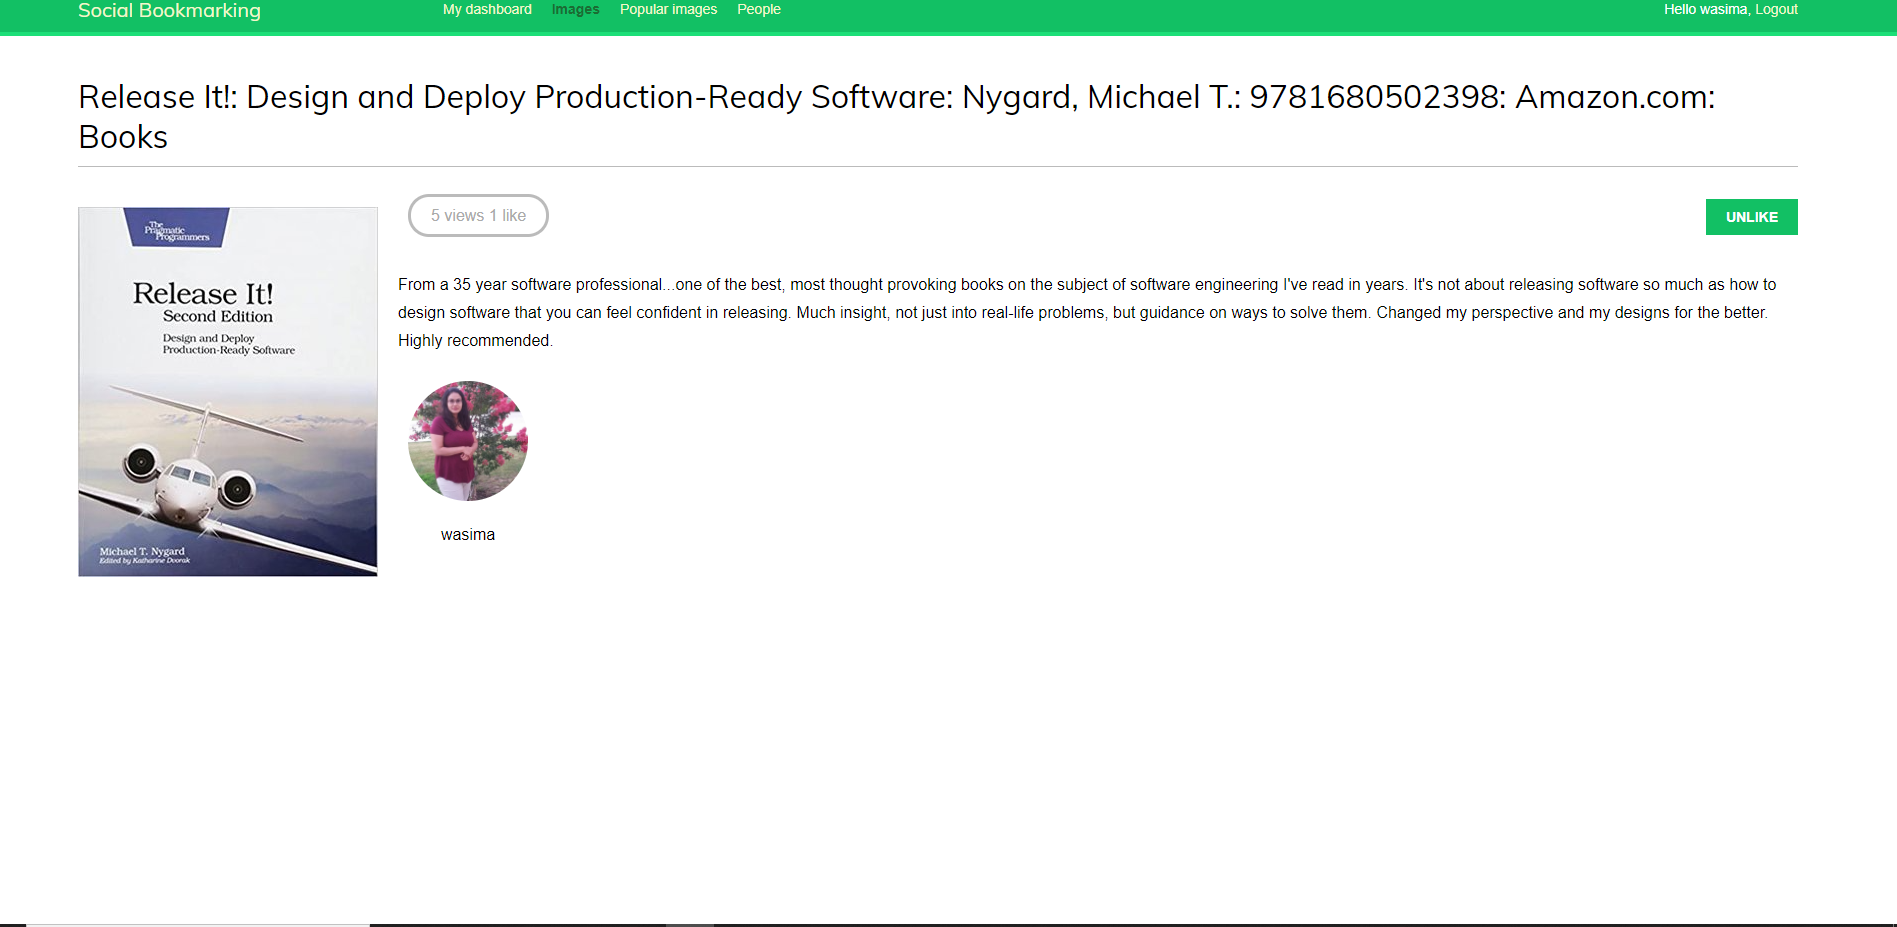 Social Bookmarking
My dashboard Images Popular images People
Hello wasima, Logout
Release It!: Design and Deploy Production-Ready Software: Nygard, Michael T.: 9781680502398: Amazon.com:
Books
The
Pragmatic
Programmers
Release It!
Second Edition
Design and Deploy
Production-Ready Software
Michael T. Nygard
Edited by Katharine Dvorak
5 views 1 like
UNLIKE
From a 35 year software professional...one of the best, most thought provoking books on the subject of software engineering I've read in years. It's not about releasing software so much as how to
design software that you can feel confident in releasing. Much insight, not just into real-life problems, but guidance on ways to solve them. Changed my perspective and my designs for the better.
Highly recommended.
wasima